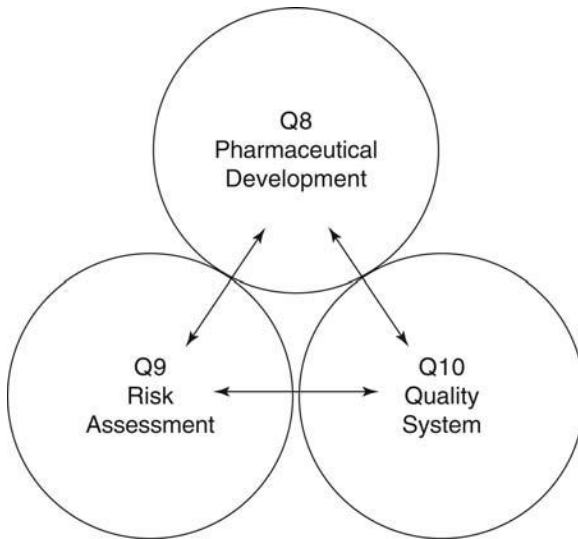 Q8
Pharmaceutical
Development
Q9
Risk
Assessment
Q10
Quality
System